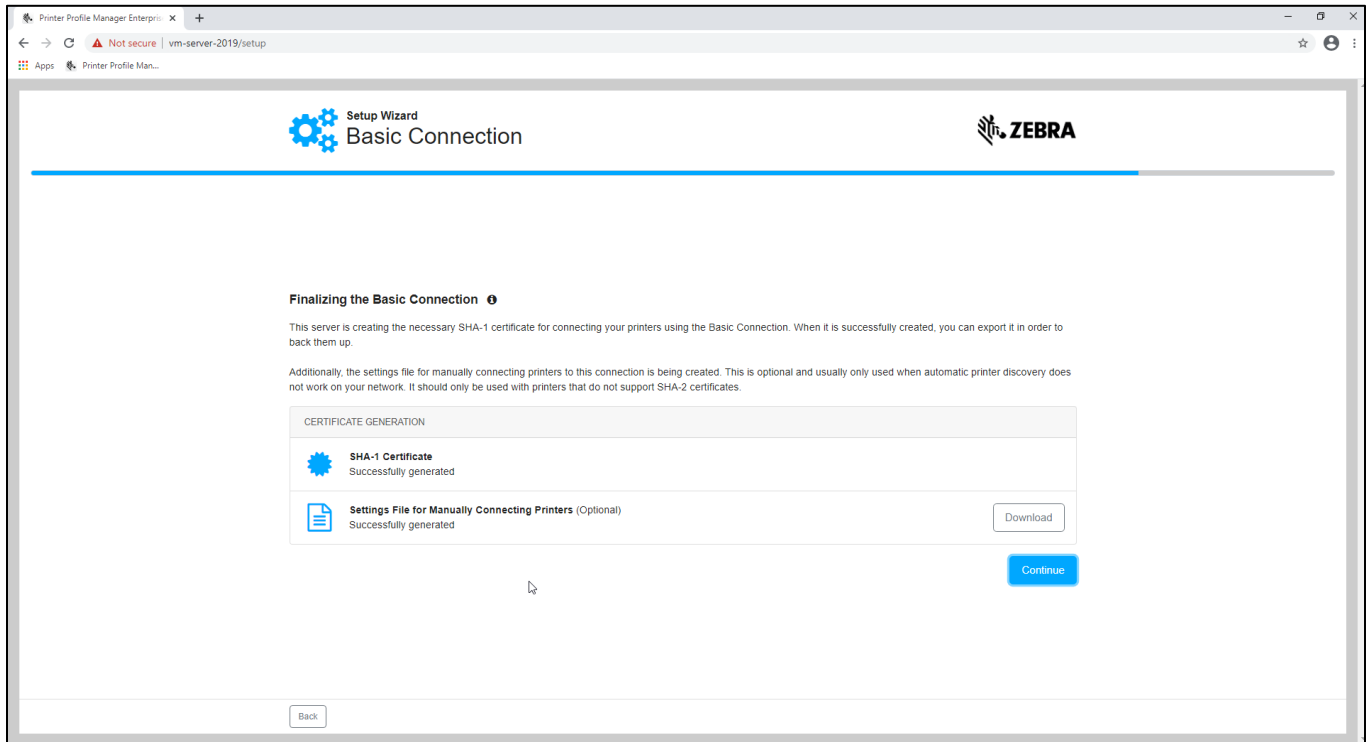 Printer Profile Manager Enterpris
Not secure | vm-server-2019/setup
Apps Printer Profile Man...
Setup Wizard
Basic Connection
ZEBRA
Finalizing the Basic Connection
This server is creating the necessary SHA-1 certificate for connecting your printers using the Basic Connection. When it is successfully created, you can export it in order to
back them up.
Additionally, the settings file for manually connecting printers to this connection is being created. This is optional and usually only used when automatic printer discovery does
not work on your network. It should only be used with printers that do not support SHA-2 certificates.
CERTIFICATE GENERATION
SHA-1 Certificate
Successfully generated
Settings File for Manually Connecting Printers (Optional)
Successfully generated
Download
Continue
Back